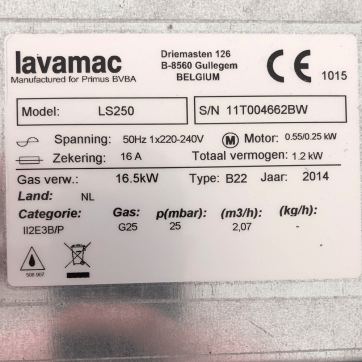 lavamac
Manufactured for Primus BVBA
Driemasten 126
B-8560 Gullegem
BELGIUM
CE 1015
Model: LS250
S/N 11T004662BW
Spanning: 50Hz 1x220-240V
M Motor: 0.55/0.25 kW
Zekering: 16 A
Totaal vermogen: 1.2 kW
Gas verw.: 16.5kW Type: B22 Jaar: 2014
Land: NL
Categorie: Gas: p(mbar): (m3/h): (kg/h):
II2E3B/P G25 25 2,07 -